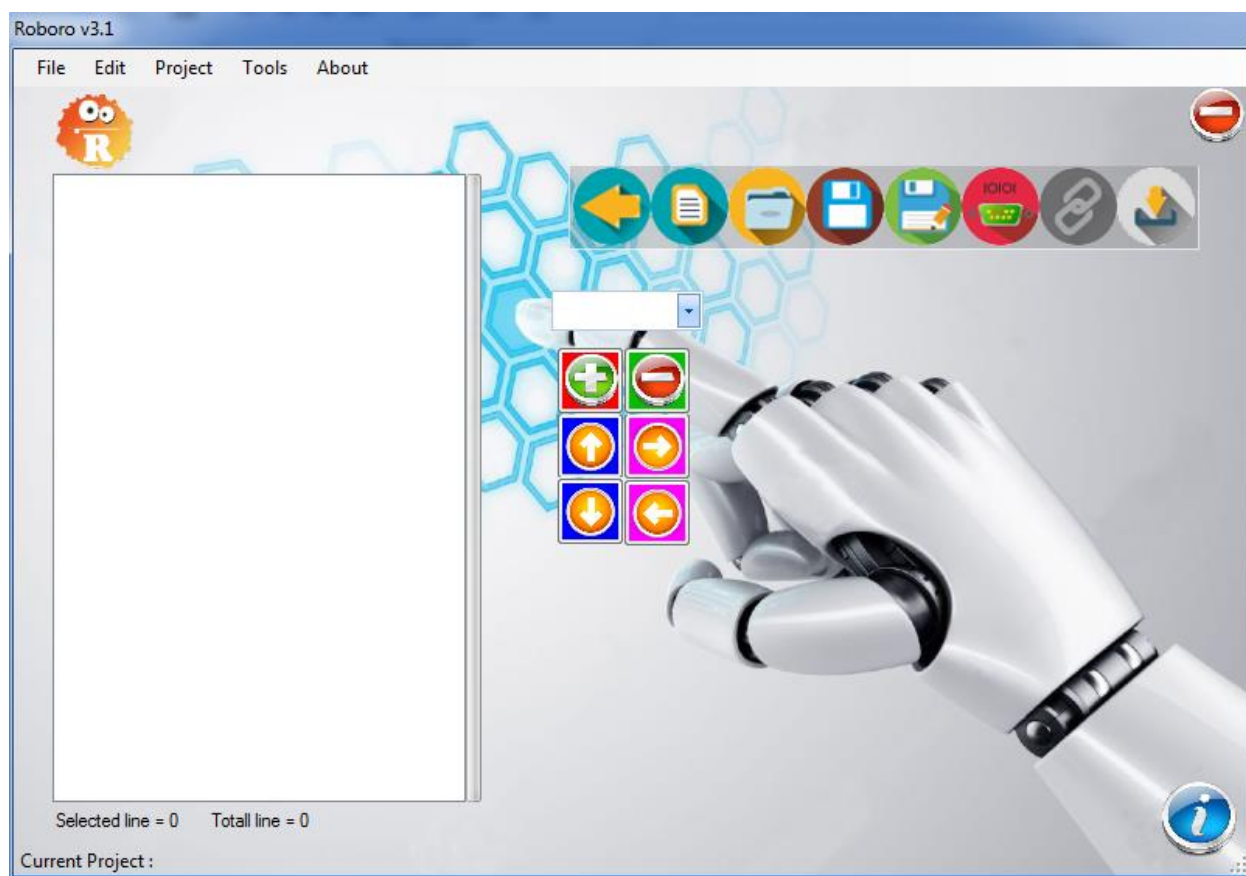 Roboro v3.1
File Edit Project Tools About
R
IOIOI
Selected line = 0 Totall line = 0
i
Current Project :